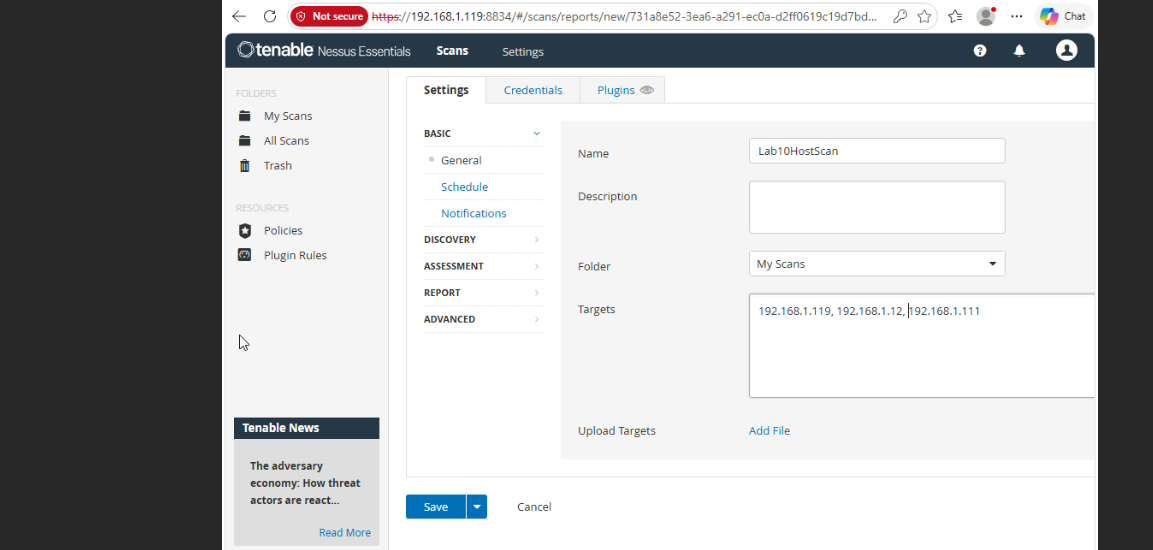 Not secure https://192.168.1.119:8834/#/scans/reports/new/731a8e52-3ea6-a291-ec0a-d2ff0619c19d7bd... Chat
tenable Nessus Essentials Scans Settings
FOLDERS
My Scans
All Scans
Trash
RESOURCES
Policies
Plugin Rules
Tenable News
The adversary
economy: How threat
actors are react...
Read More
Settings Credentials Plugins
BASIC
General
Schedule
Notifications
DISCOVERY
ASSESSMENT
REPORT
ADVANCED
Name Lab10HostScan
Description
Folder My Scans
Targets 192.168.1.119, 192.168.1.12, 192.168.1.111
Upload Targets Add File
Save Cancel